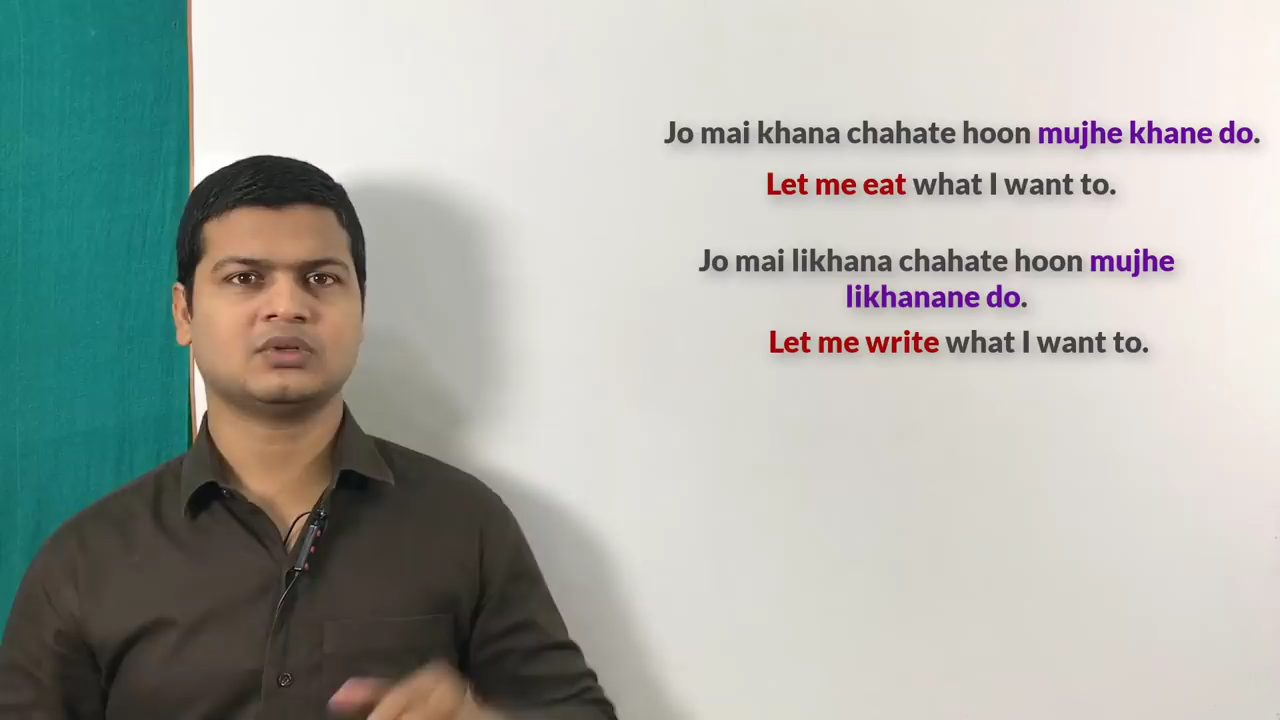 Jo mai khana chahate hoon mujhe khane do.
Let me eat what I want to.
Jo mai likhana chahate hoon mujhe
likhanane do.
Let me write what I want to.